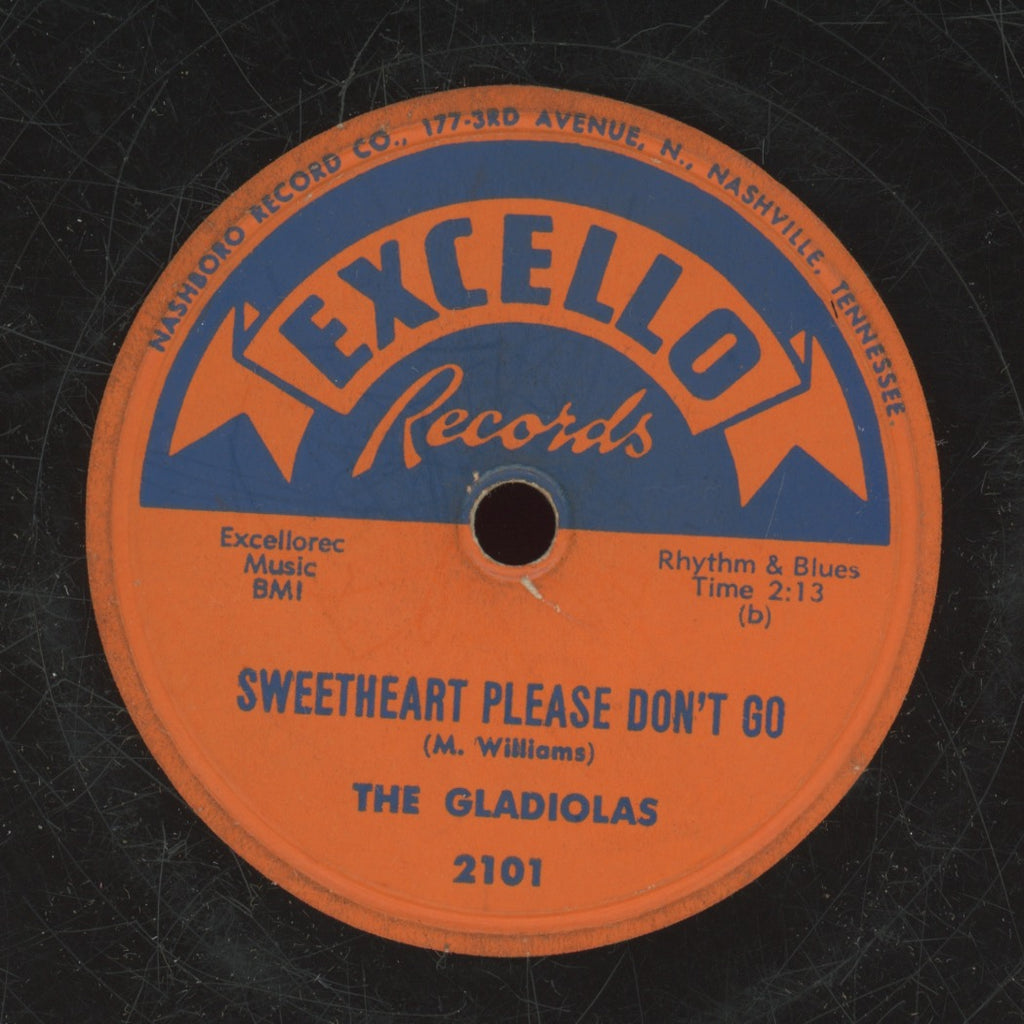 NASHBORO RECORD CO., 177-3RD AVENUE, N., NASHVILLE, TENNESSEE.
EXCELLO
Records
Excellorec
Music
BMI
Rhythm & Blues
Time 2:13
(b)
SWEETHEART PLEASE DON'T GO
(M. Williams)
THE GLADIOLAS
2101